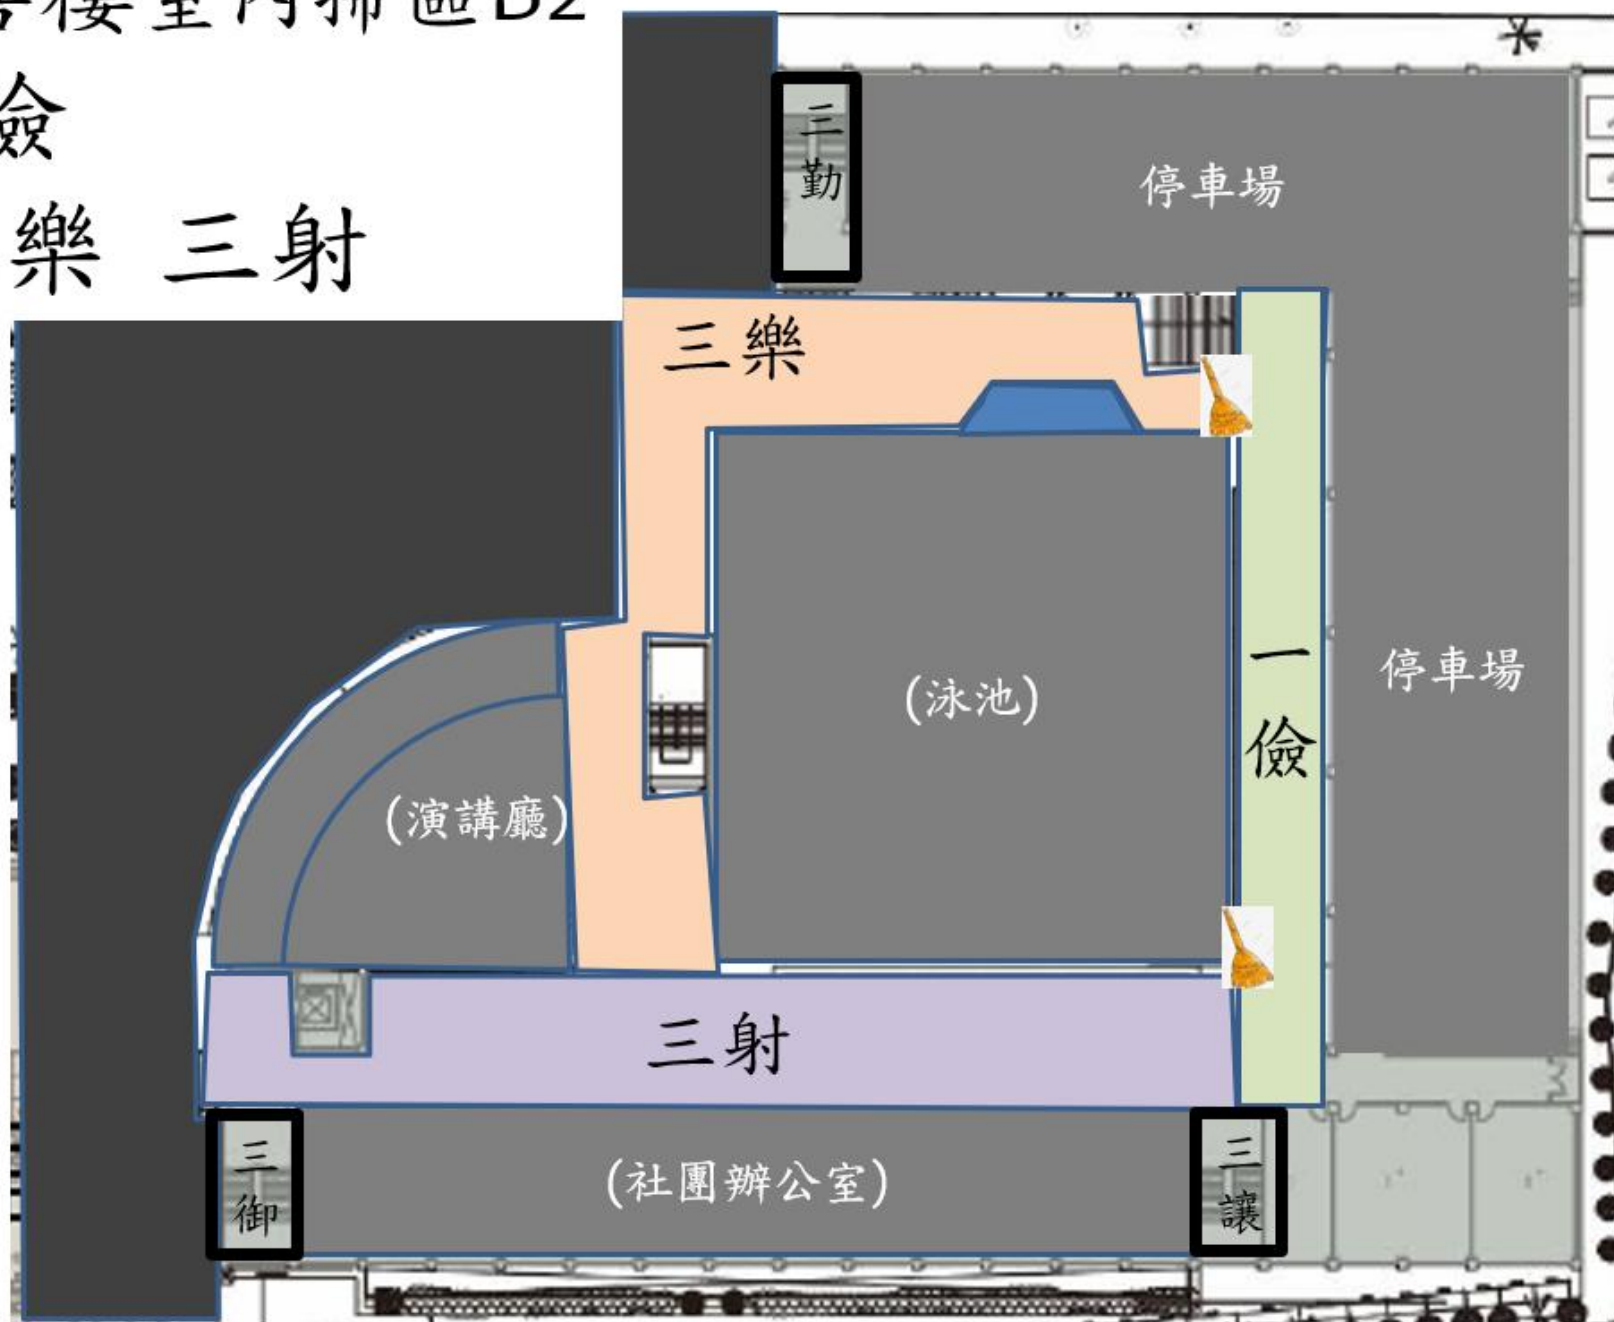 樓室內掃區B2
儉
樂 三射
三勤
停車場
三樂
一儉
停車場
(泳池)
(演講廳)
三射
三御
(社團辦公室)
三讓